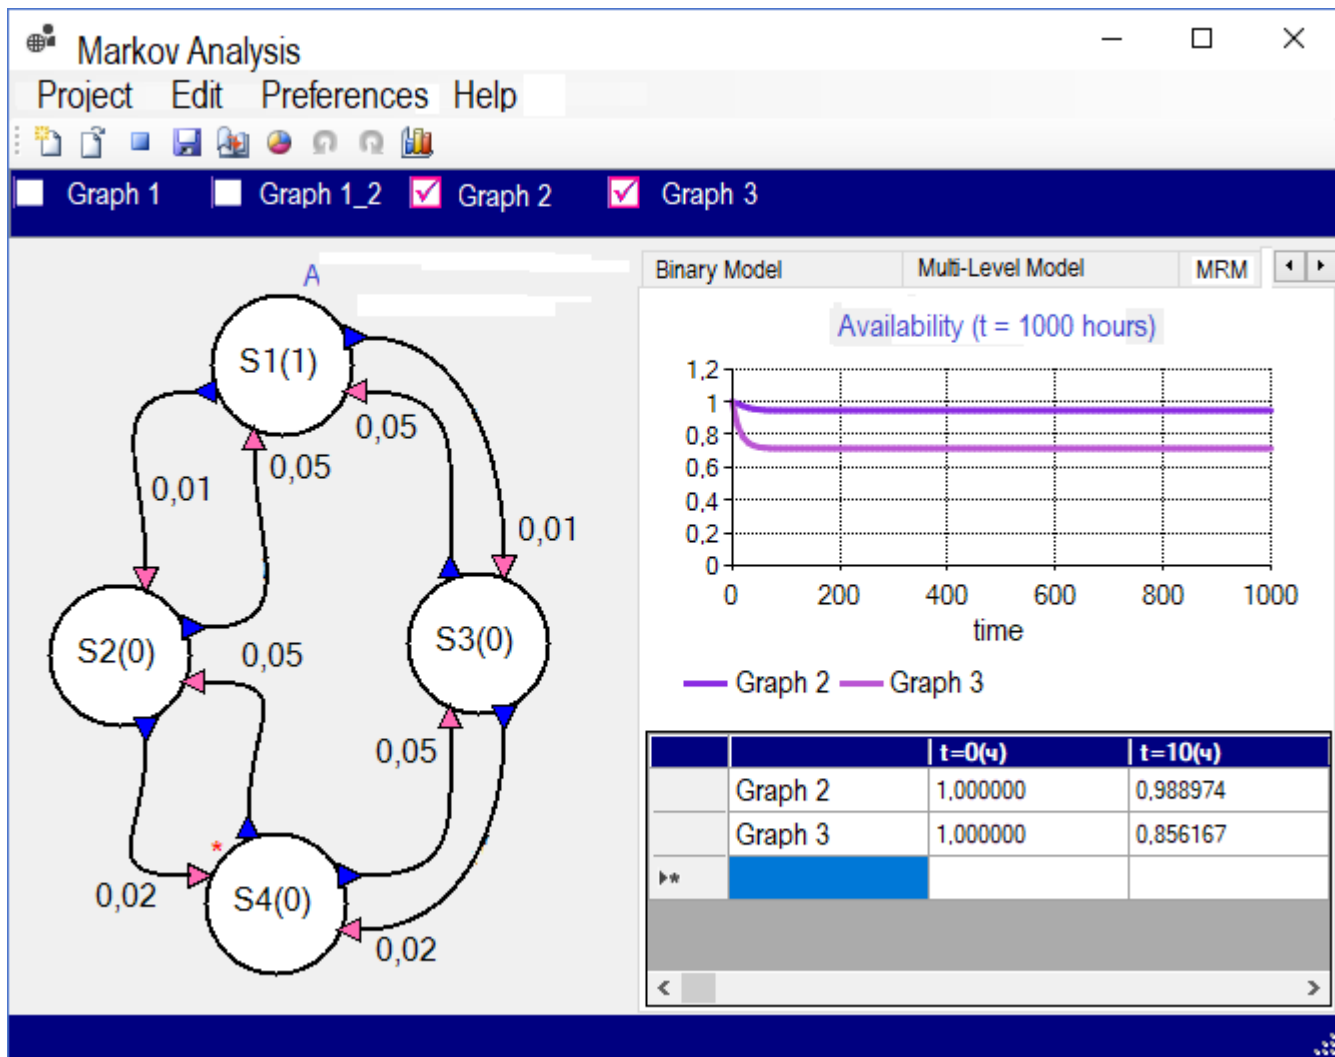 Markov Analysis
Project Edit Preferences Help
Graph 1 Graph 1_2 Graph 2 Graph 3
A
S1(1)
0,05
0,01
0,05
0,01
S2(0)
0,05
S3(0)
0,05
0,02
S4(0)
0,02
Binary Model Multi-Level Model MRM
Availability (t = 1000 hours)
1,2
1
0,8
0,6
0,4
0,2
0
0 200 400 600 800 1000
time
Graph 2 Graph 3
t=0(ч) t=10(ч)
Graph 2 1,000000 0,988974
Graph 3 1,000000 0,856167